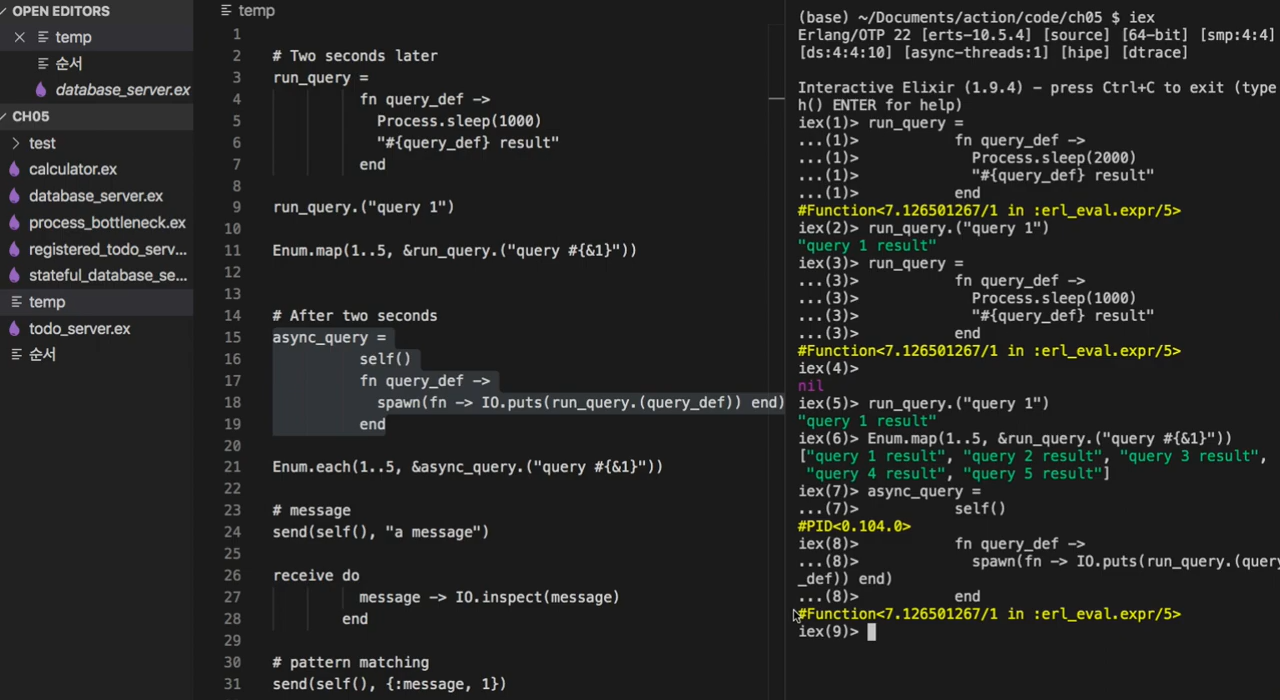 OPEN EDITORS
temp
순서
database_server.ex
CH05
test
calculator.ex
database_server.ex
process_bottleneck.ex
registered_todo_serv...
stateful_database_se...
temp
todo_server.ex
순서
temp
1
2 # Two seconds later
3 run_query =
4 fn query_def ->
5 Process.sleep(1000)
6 "#{query_def} result"
7 end
8
9 run_query.("query 1")
10
11 Enum.map(1..5, &run_query.("query #{&1}"))
12
13
14 # After two seconds
15 async_query =
16 self()
17 fn query_def ->
18 spawn(fn -> IO.puts(run_query.(query_def)) end)
19 end
20
21 Enum.each(1..5, &async_query.("query #{&1}"))
22
23 # message
24 send(self(), "a message")
25
26 receive do
27 message -> IO.inspect(message)
28 end
29
30 # pattern matching
31 send(self(), {:message, 1})
(base) ~/Documents/action/code/ch05 $ iex
Erlang/OTP 22 [erts-10.5.4] [source] [64-bit] [smp:4:4]
[ds:4:4:10] [async-threads:1] [hipe] [dtrace]
Interactive Elixir (1.9.4) - press Ctrl+C to exit (type
h() ENTER for help)
iex(1)> run_query =
...(1)> fn query_def ->
...(1)> Process.sleep(2000)
...(1)> "#{query_def} result"
...(1)> end
#Function<7.126501267/1 in :erl_eval.expr/5>
iex(2)> run_query.("query 1")
"query 1 result"
iex(3)> run_query =
...(3)> fn query_def ->
...(3)> Process.sleep(1000)
...(3)> "#{query_def} result"
...(3)> end
#Function<7.126501267/1 in :erl_eval.expr/5>
iex(4)>
nil
iex(5)> run_query.("query 1")
"query 1 result"
iex(6)> Enum.map(1..5, &run_query.("query #{&1}"))
["query 1 result", "query 2 result", "query 3 result",
"query 4 result", "query 5 result"]
iex(7)> async_query =
...(7)> self()
#PID<0.104.0>
iex(8)> fn query_def ->
...(8)> spawn(fn -> IO.puts(run_query.(query
_def)) end)
...(8)> end
#Function<7.126501267/1 in :erl_eval.expr/5>
iex(9)>